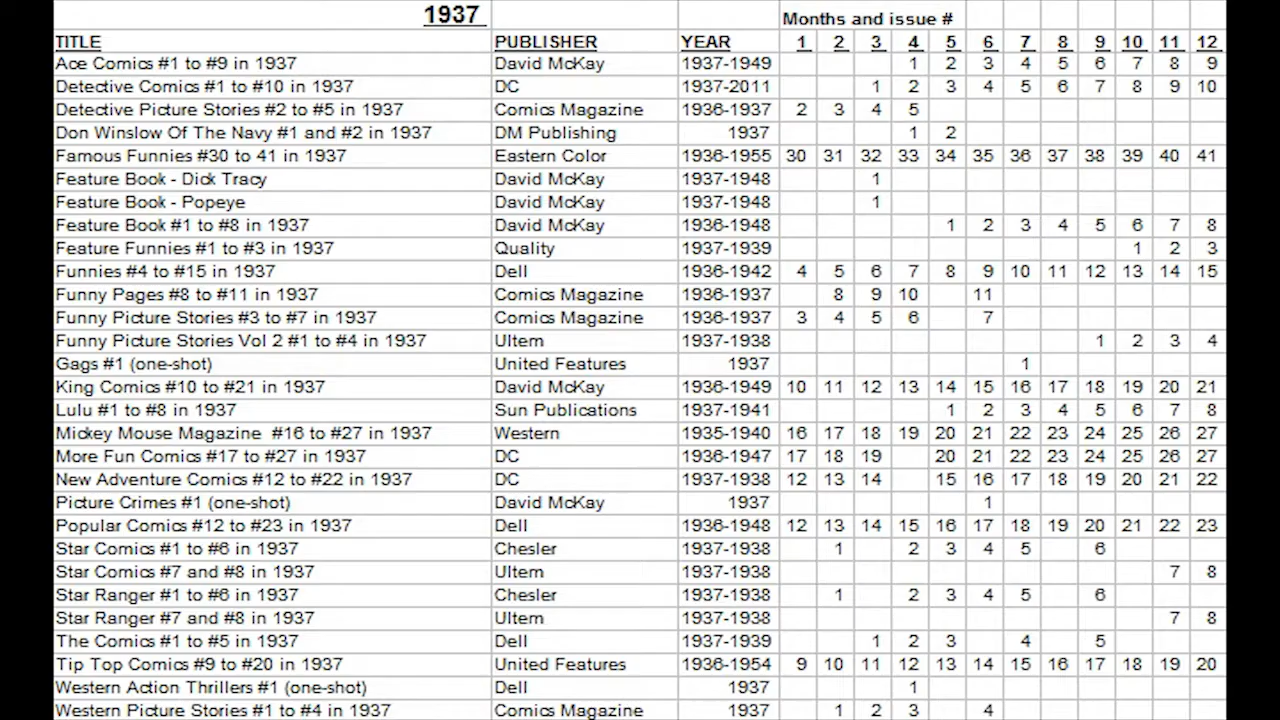 1937 Months and issue #
TITLE PUBLISHER YEAR 1 2 3 4 5 6 7 8 9 10 11 12
Ace Comics #1 to #9 in 1937 David McKay 1937-1949 1 2 3 4 5 6 7 8 9
Detective Comics #1 to #10 in 1937 DC 1937-2011 1 2 3 4 5 6 7 8 9 10
Detective Picture Stories #2 to #5 in 1937 Comics Magazine 1936-1937 2 3 4 5
Don Winslow Of The Navy #1 and #2 in 1937 DM Publishing 1937 1 2
Famous Funnies #30 to 41 in 1937 Eastern Color 1936-1955 30 31 32 33 34 35 36 37 38 39 40 41
Feature Book - Dick Tracy David McKay 1937-1948 1
Feature Book - Popeye David McKay 1937-1948 1
Feature Book #1 to #8 in 1937 David McKay 1936-1948 1 2 3 4 5 6 7 8
Feature Funnies #1 to #3 in 1937 Quality 1937-1939 1 2 3
Funnies #4 to #15 in 1937 Dell 1936-1942 4 5 6 7 8 9 10 11 12 13 14 15
Funny Pages #8 to #11 in 1937 Comics Magazine 1936-1937 8 9 10 11
Funny Picture Stories #3 to #7 in 1937 Comics Magazine 1936-1937 3 4 5 6 7
Funny Picture Stories Vol 2 #1 to #4 in 1937 Ultem 1937-1938 1 2 3 4
Gags #1 (one-shot) United Features 1937 1
King Comics #10 to #21 in 1937 David McKay 1936-1949 10 11 12 13 14 15 16 17 18 19 20 21
Lulu #1 to #8 in 1937 Sun Publications 1937-1941 1 2 3 4 5 6 7 8
Mickey Mouse Magazine #16 to #27 in 1937 Western 1935-1940 16 17 18 19 20 21 22 23 24 25 26 27
More Fun Comics #17 to #27 in 1937 DC 1936-1947 17 18 19 20 21 22 23 24 25 26 27
New Adventure Comics #12 to #22 in 1937 DC 1937-1938 12 13 14 15 16 17 18 19 20 21 22
Picture Crimes #1 (one-shot) David McKay 1937 1
Popular Comics #12 to #23 in 1937 Dell 1936-1948 12 13 14 15 16 17 18 19 20 21 22 23
Star Comics #1 to #6 in 1937 Chesler 1937-1938 1 2 3 4 5 6
Star Comics #7 and #8 in 1937 Ultem 1937-1938 7 8
Star Ranger #1 to #6 in 1937 Chesler 1937-1938 1 2 3 4 5 6
Star Ranger #7 and #8 in 1937 Ultem 1937-1938 7 8
The Comics #1 to #5 in 1937 Dell 1937-1939 1 2 3 4 5
Tip Top Comics #9 to #20 in 1937 United Features 1936-1954 9 10 11 12 13 14 15 16 17 18 19 20
Western Action Thrillers #1 (one-shot) Dell 1937 1
Western Picture Stories #1 to #4 in 1937 Comics Magazine 1937 1 2 3 4